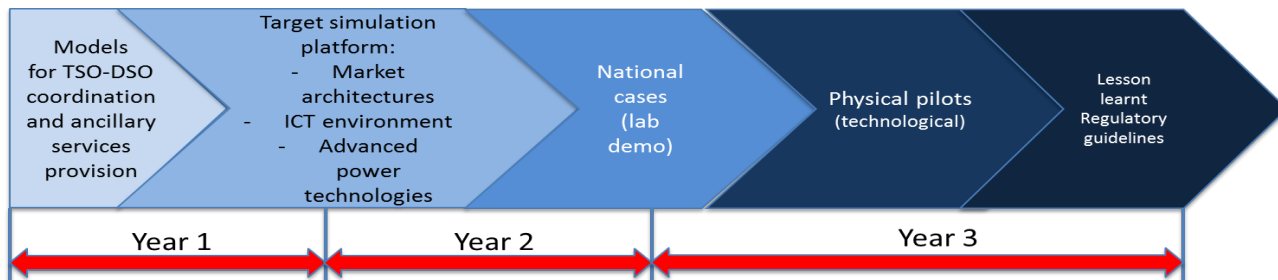 Models
for TSO-DSO
coordination
and ancillary
services
provision
Target simulation
platform:
- Market
architectures
- ICT environment
- Advanced
power
technologies
National
cases
(lab
demo)
Physical pilots
(technological)
Lesson
learnt
Regulatory
guidelines
Year 1
Year 2
Year 3